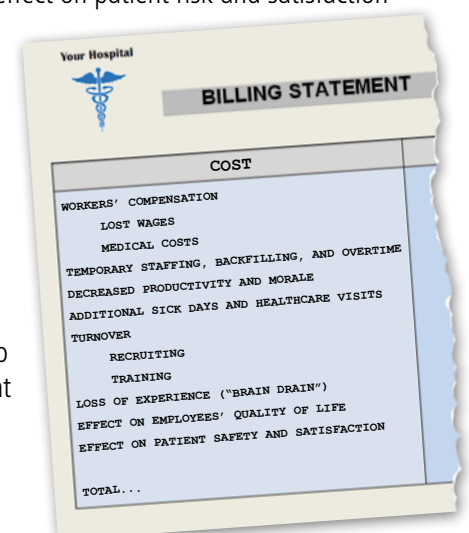 effect on patient risk and satisfaction
Your Hospital
BILLING STATEMENT
COST
WORKERS' COMPENSATION
LOST WAGES
MEDICAL COSTS
TEMPORARY STAFFING, BACKFILLING, AND OVERTIME
DECREASED PRODUCTIVITY AND MORALE
ADDITIONAL SICK DAYS AND HEALTHCARE VISITS
TURNOVER
RECRUITING
TRAINING
LOSS OF EXPERIENCE ("BRAIN DRAIN")
EFFECT ON EMPLOYEES' QUALITY OF LIFE
EFFECT ON PATIENT SAFETY AND SATISFACTION
TOTAL...